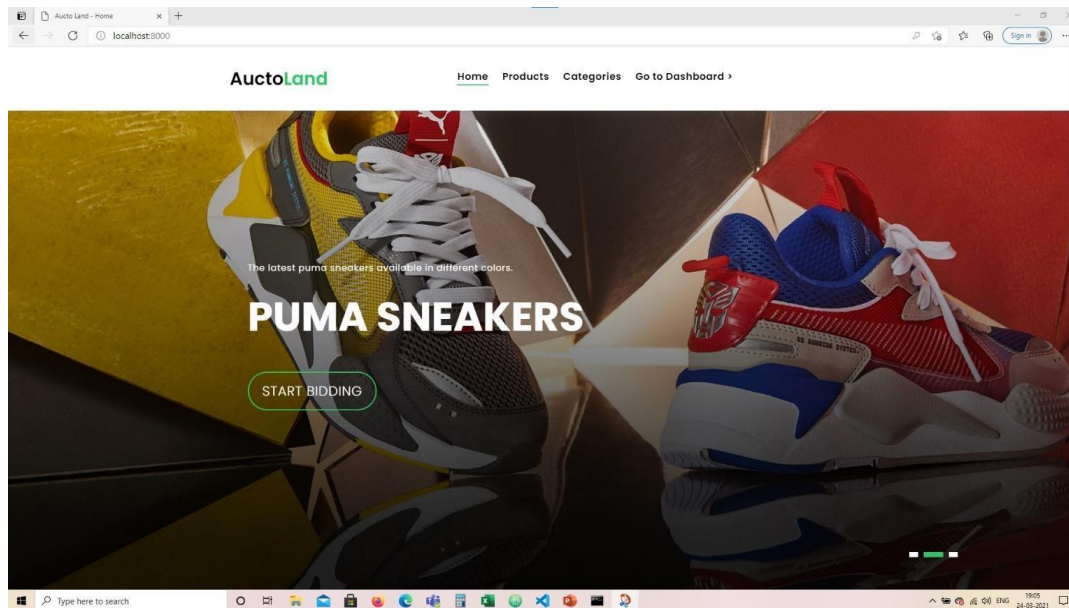 Aucto Land - Home
localhost:8000
Sign in
AuctoLand
Home Products Categories Go to Dashboard >
The latest puma sneakers available in different colors.
PUMA SNEAKERS
START BIDDING
Type here to search
ENG
19:05
24-03-2021